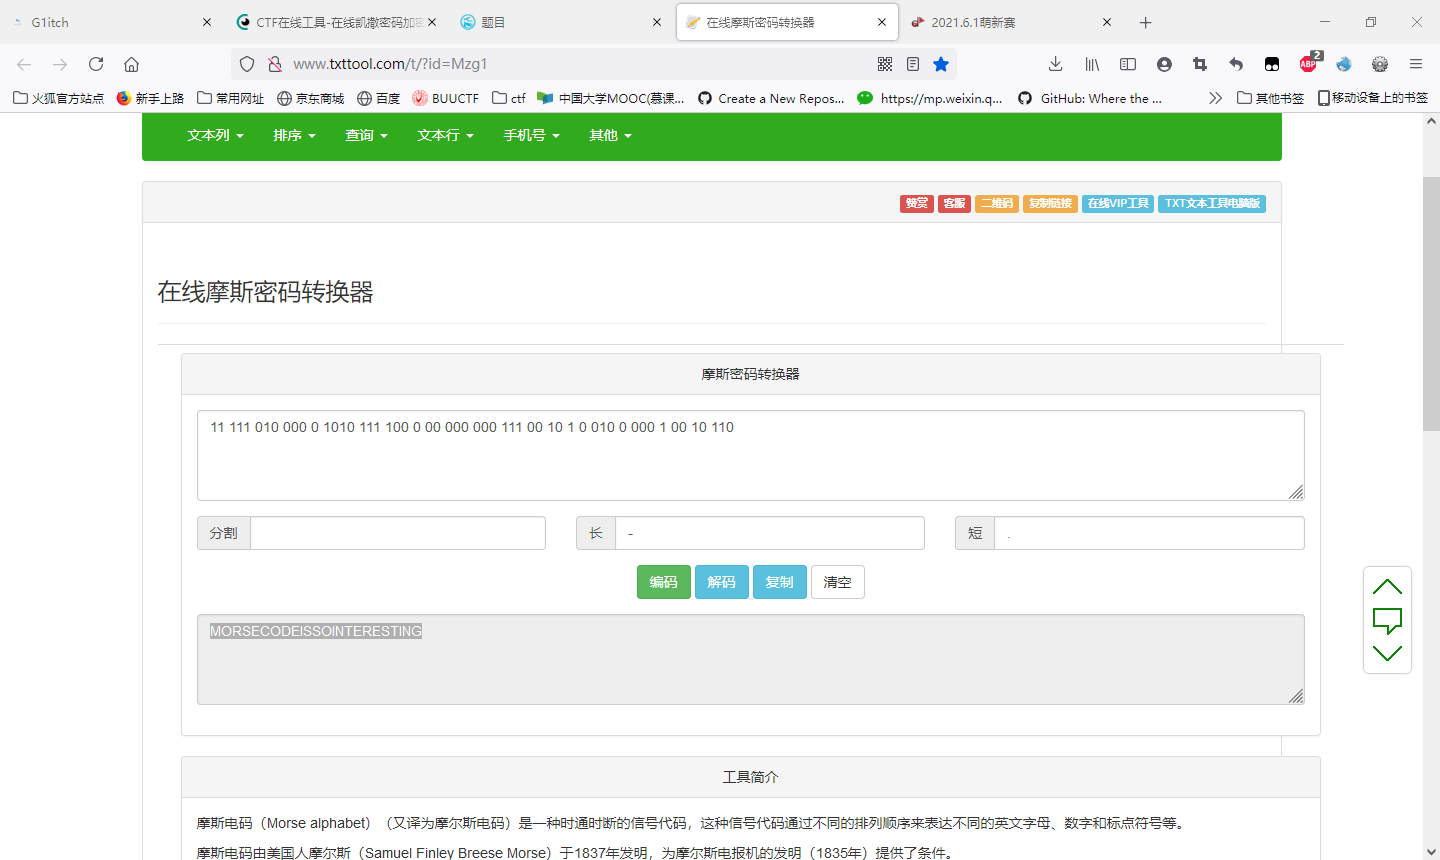 G1itch
CTF在线工具-在线凯撒密码加密
题目
在线摩斯密码转换器
2021.6.1萌新赛
www.txttool.com/t/?id=Mzg1
ABP 2
火狐官方站点 新手上路 常用网址 京东商城 百度 BUUCTF ctf 中国大学MOOC(慕课... Create a New Repos... https://mp.weixin.q... GitHub: Where the ... 其他书签 移动设备上的书签
文本列 排序 查询 文本行 手机号 其他
赞赏 客服 二维码 复制链接 在线VIP工具 TXT文本工具电脑版
在线摩斯密码转换器
摩斯密码转换器
11 111 010 000 0 1010 111 100 0 00 000 000 111 00 10 1 0 010 0 000 1 00 10 110
分割 长 - 短 .
编码 解码 复制 清空
MORSECODEISSOINTERESTING
工具简介
摩斯电码（Morse alphabet）（又译为摩尔斯电码）是一种时通时断的信号代码，这种信号代码通过不同的排列顺序来表达不同的英文字母、数字和标点符号等。
摩斯电码由美国人摩尔斯（Samuel Finley Breese Morse）于1837年发明，为摩尔斯电报机的发明（1835年）提供了条件。